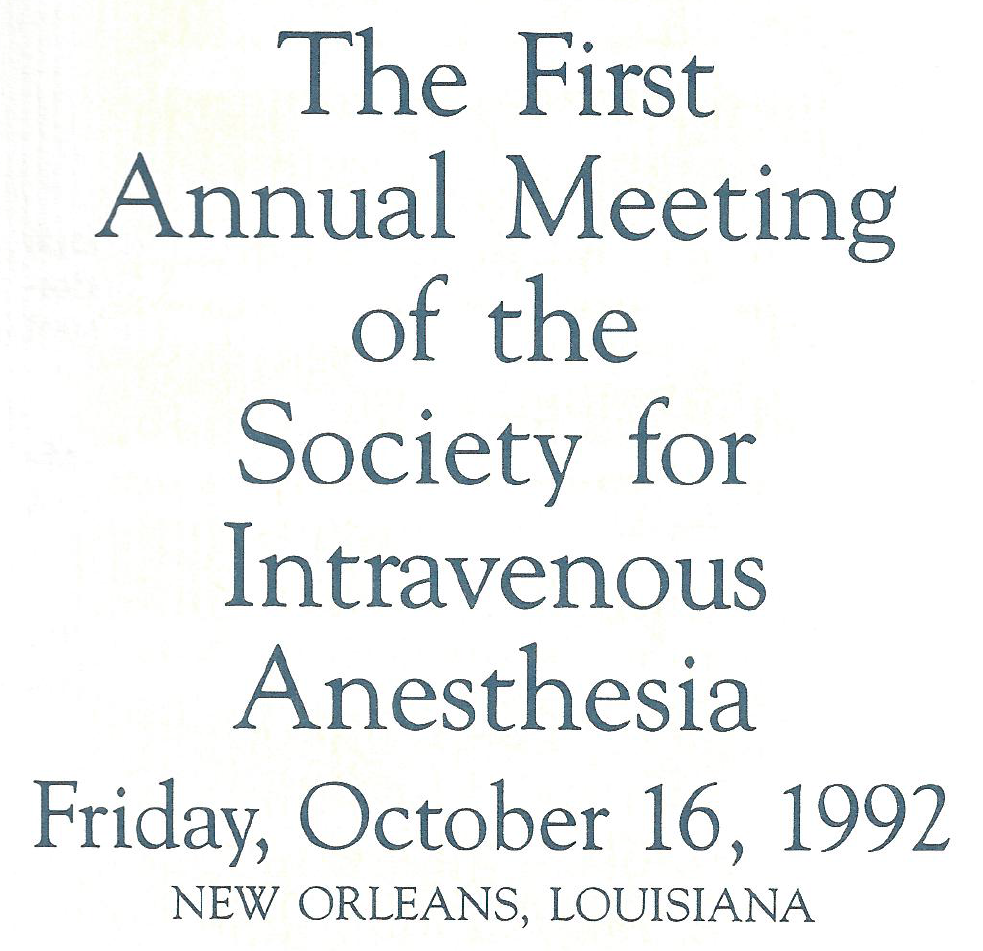 The First
Annual Meeting
of the
Society for
Intravenous
Anesthesia
Friday, October 16, 1992
NEW ORLEANS, LOUISIANA